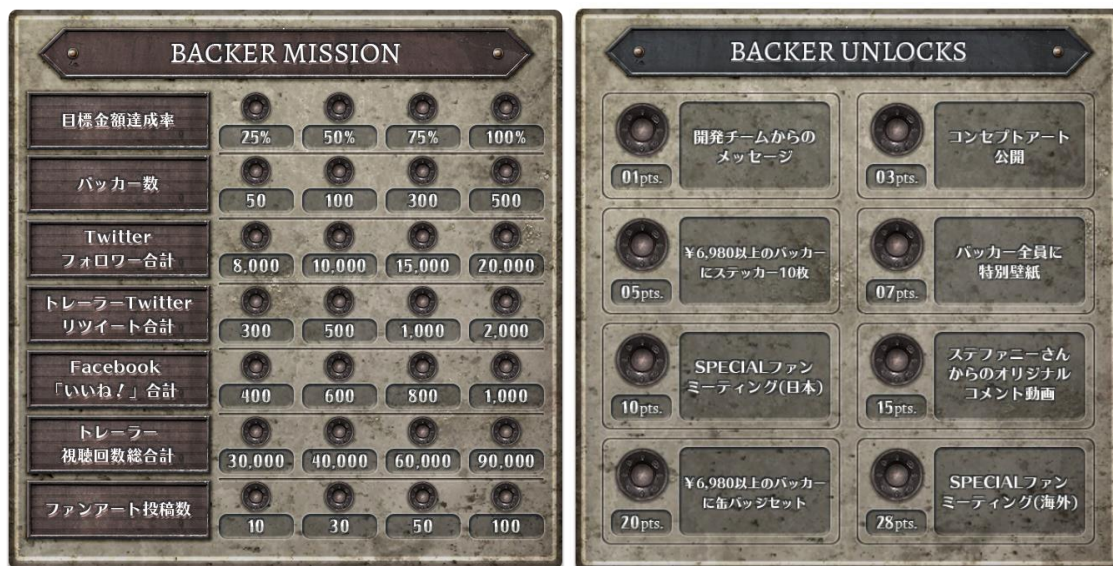 BACKER MISSION
目標金額達成率
25% 50% 75% 100%
バッカー数
50 100 300 500
Twitter
フォロワー合計
8,000 10,000 15,000 20,000
トレーラーTwitter
リツイート合計
300 500 1,000 2,000
Facebook
「いいね！」合計
400 600 800 1,000
トレーラー
視聴回数総合計
30,000 40,000 60,000 90,000
ファンアート投稿数
10 30 50 100
BACKER UNLOCKS
開発チームからの
メッセージ
01pts.
コンセプトアート
公開
03pts.
¥6,980以上のバッカー
にステッカー10枚
05pts.
バッカー全員に
特別壁紙
07pts.
SPECIALファン
ミーティング(日本)
10pts.
ステファニーさん
からのオリジナル
コメント動画
15pts.
¥6,980以上のバッカー
に缶バッジセット
20pts.
SPECIALファン
ミーティング(海外)
28pts.